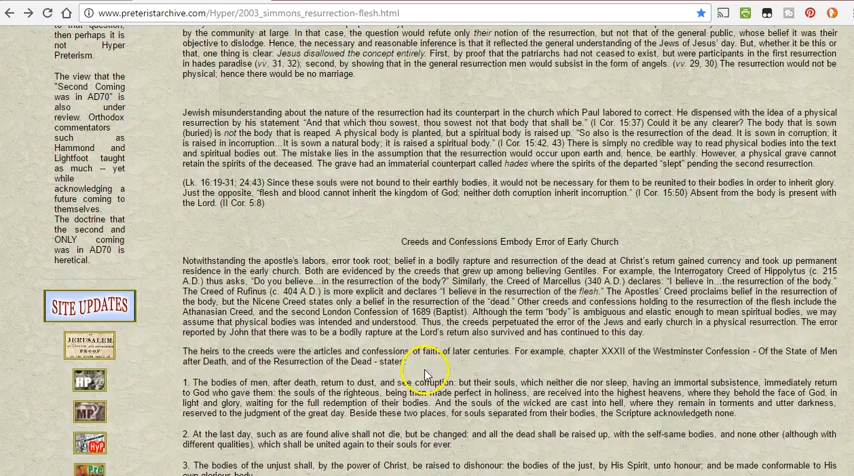 www.preteristarchive.com/Hyper/2003_simmons_resurrection-flesh.html
to that question,
then perhaps it is
not Hyper
Preterism.
The view that the
"Second Coming
was in AD70" is
also under
review. Orthodox
commentators
such as
Hammond and
Lightfoot taught
as much -- yet
while
acknowledging a
future coming to
themselves.
The doctrine that
the second and
ONLY coming
was in AD70 is
heretical.
SITE UPDATES
JERUSALEM
PROOF
HP
MP
HyP
Pre
by the community at large. In that case, the question would refute only their notion of the resurrection, but not that of the general public, whose belief it was their
objective to dislodge. Hence, the necessary and reasonable inference is that it reflected the general understanding of the Jews of Jesus' day. But, whether it be this or
that, one thing is clear: Jesus disallowed the concept entirely. First, by proof that the patriarchs had not ceased to exist, but were participants in the first resurrection
in hades paradise (vv. 31, 32); second, by showing that in the general resurrection men would subsist in the form of angels. (vv. 29, 30) The resurrection would not be
physical; hence there would be no marriage.
Jewish misunderstanding about the nature of the resurrection had its counterpart in the church which Paul labored to correct. He dispensed with the idea of a physical
resurrection by his statement "And that which thou sowest, thou sowest not that body that shall be." (I Cor. 15:37) Could it be any clearer? The body that is sown
(buried) is not the body that is reaped. A physical body is planted, but a spiritual body is raised up. "So also is the resurrection of the dead. It is sown in corruption; it
is raised in incorruption...It is sown a natural body; it is raised a spiritual body." (I Cor. 15:42, 43) There is simply no credible way to read physical bodies into the text
and spiritual bodies out. The mistake lies in the assumption that the resurrection would occur upon earth and, hence, be earthly. However, a physical grave cannot
retain the spirits of the deceased. The grave had an immaterial counterpart called hades where the spirits of the departed "slept" pending the second resurrection.
(Lk. 16:19-31; 24:43) Since these souls were not bound to their earthly bodies, it would not be necessary for them to be reunited to their bodies in order to inherit glory.
Just the opposite, "flesh and blood cannot inherit the kingdom of God; neither doth corruption inherit incorruption." (I Cor. 15:50) Absent from the body is present with
the Lord. (II Cor. 5:8)
Creeds and Confessions Embody Error of Early Church
Notwithstanding the apostle's labors, error took root; belief in a bodily rapture and resurrection of the dead at Christ's return gained currency and took up permanent
residence in the early church. Both are evidenced by the creeds that grew up among believing Gentiles. For example, the Interrogatory Creed of Hippolytus (c. 215
A.D.) thus asks, "Do you believe...in the resurrection of the body?" Similarly, the Creed of Marcellus (340 A.D.) declares: "I believe in...the resurrection of the body."
The Creed of Rufinus (c. 404 A.D.) is more explicit and declares "I believe in the resurrection of the flesh." The Apostles' Creed proclaims belief in the resurrection of
the body, but the Nicene Creed states only a belief in the resurrection of the "dead." Other creeds and confessions holding to the resurrection of the flesh include the
Athanasian Creed, and the second London Confession of 1689 (Baptist). Although the term "body" is ambiguous and elastic enough to mean spiritual bodies, we may
assume that physical bodies was intended and understood. Thus, the creeds perpetuated the error of the Jews and early church in a physical resurrection. The error
reported by John that there was to be a bodily rapture at the Lord's return also survived and has continued to this day.
The heirs to the creeds were the articles and confessions of faith of later centuries. For example, chapter XXXII of the Westminster Confession - Of the State of Men
after Death, and of the Resurrection of the Dead - states:
1. The bodies of men, after death, return to dust, and see corruption: but their souls, which neither die nor sleep, having an immortal subsistence, immediately return
to God who gave them: the souls of the righteous, being then made perfect in holiness, are received into the highest heavens, where they behold the face of God, in
light and glory, waiting for the full redemption of their bodies. And the souls of the wicked are cast into hell, where they remain in torments and utter darkness,
reserved to the judgment of the great day. Beside these two places, for souls separated from their bodies, the Scripture acknowledgeth none.
2. At the last day, such as are found alive shall not die, but be changed: and all the dead shall be raised up, with the self-same bodies, and none other (although with
different qualities), which shall be united again to their souls for ever.
3. The bodies of the unjust shall, by the power of Christ, be raised to dishonour: the bodies of the just, by His Spirit, unto honour; and be made conformable to His
own glorious body.